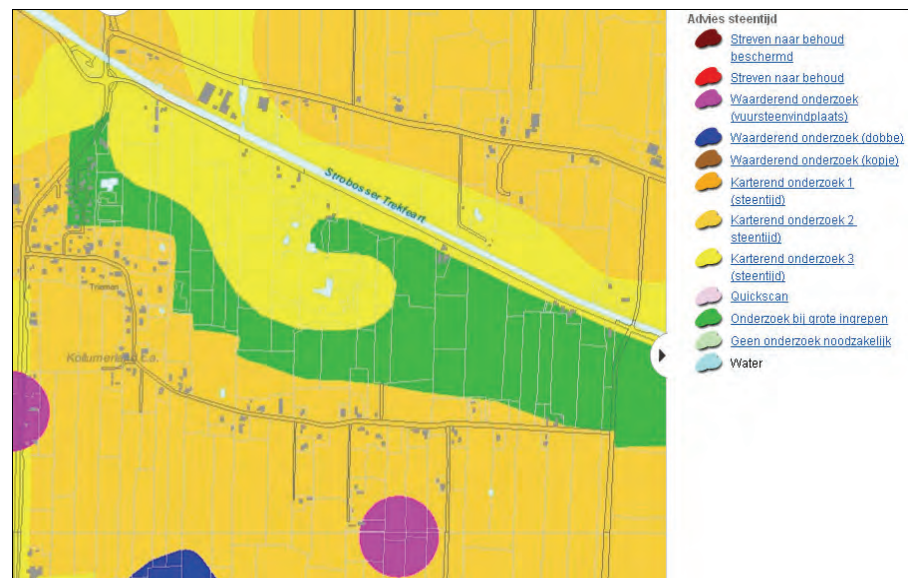 Advies steentijd
Streven naar behoud
beschermd
Streven naar behoud
Waarderend onderzoek
(vuursteenvindplaats)
Waarderend onderzoek (dobbe)
Waarderend onderzoek (kopje)
Karterend onderzoek 1
(steentijd)
Karterend onderzoek 2
steentijd)
Karterend onderzoek 3
(steentijd)
Quickscan
Onderzoek bij grote ingrepen
Geen onderzoek noodzakelijk
Water
Strobosser Trekfeart
Triemen